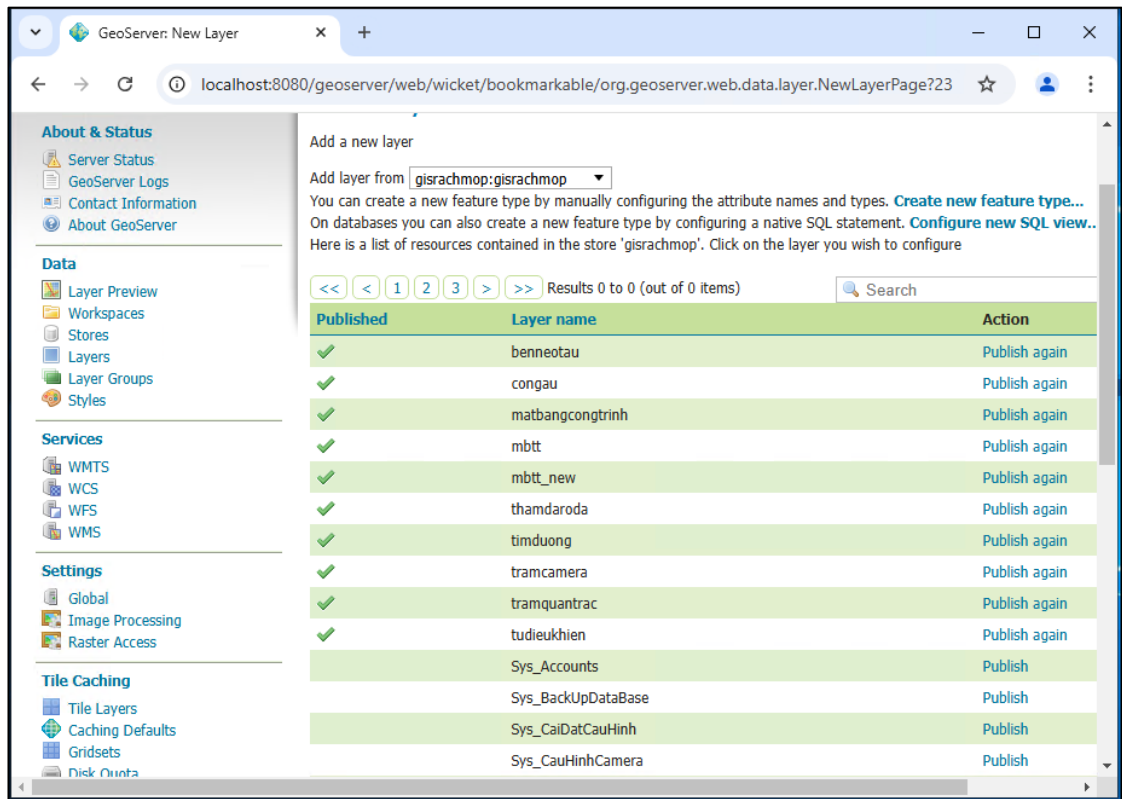 GeoServer: New Layer
localhost:8080/geoserver/web/wicket/bookmarkable/org.geoserver.web.data.layer.NewLayerPage?23
About & Status
Server Status
GeoServer Logs
Contact Information
About GeoServer
Data
Layer Preview
Workspaces
Stores
Layers
Layer Groups
Styles
Services
WMTS
WCS
WFS
WMS
Settings
Global
Image Processing
Raster Access
Tile Caching
Tile Layers
Caching Defaults
Gridsets
Disk Quota
Add a new layer
Add layer from gisrachmop:gisrachmop
You can create a new feature type by manually configuring the attribute names and types. Create new feature type...
On databases you can also create a new feature type by configuring a native SQL statement. Configure new SQL view..
Here is a list of resources contained in the store 'gisrachmop'. Click on the layer you wish to configure
<< < 1 2 3 > >> Results 0 to 0 (out of 0 items) Search
Published Layer name Action
benneotau Publish again
congau Publish again
matbangcongtrinh Publish again
mbtt Publish again
mbtt_new Publish again
thamdaroda Publish again
timduong Publish again
tramcamera Publish again
tramquantrac Publish again
tudieukhien Publish again
Sys_Accounts Publish
Sys_BackUpDataBase Publish
Sys_CaiDatCauHinh Publish
Sys_CauHinhCamera Publish